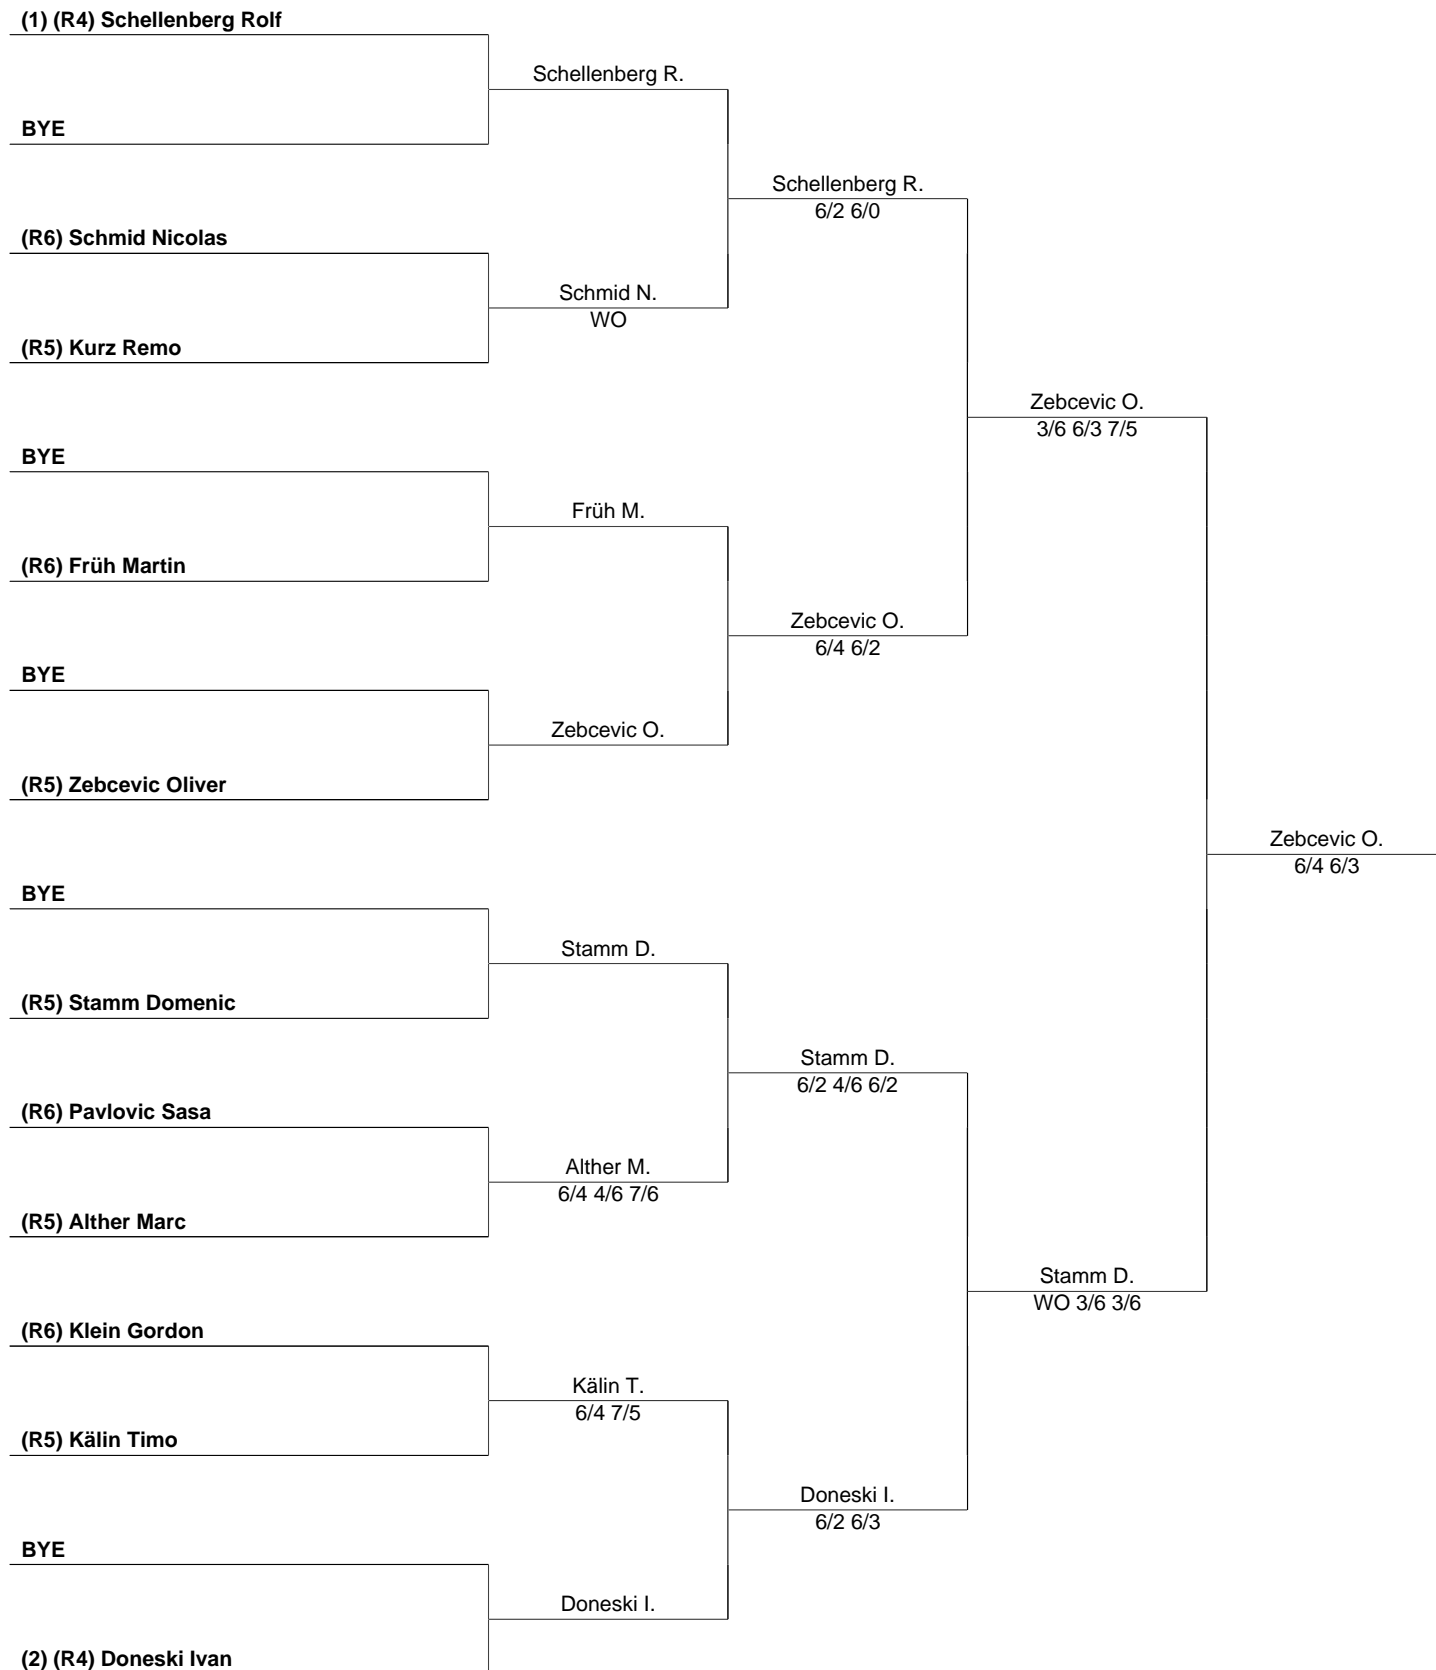 (1) (R4) Schellenberg Rolf
Schellenberg R.
BYE
Schellenberg R.
6/2 6/0
(R6) Schmid Nicolas
Schmid N.
WO
(R5) Kurz Remo
Zebcevic O.
3/6 6/3 7/5
BYE
Früh M.
(R6) Früh Martin
Zebcevic O.
6/4 6/2
BYE
Zebcevic O.
(R5) Zebcevic Oliver
Zebcevic O.
6/4 6/3
BYE
Stamm D.
(R5) Stamm Domenic
Stamm D.
6/2 4/6 6/2
(R6) Pavlovic Sasa
Alther M.
6/4 4/6 7/6
(R5) Alther Marc
Stamm D.
WO 3/6 3/6
(R6) Klein Gordon
Kälin T.
6/4 7/5
(R5) Kälin Timo
Doneski I.
6/2 6/3
BYE
Doneski I.
(2) (R4) Doneski Ivan